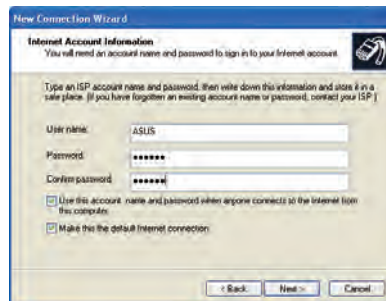 New Connection Wizard
Internet Account Information
You will need an account name and password to sign in to your Internet account.
Type an ISP account name and password, then write down this information and store it in a
safe place. (If you have forgotten an existing account name or password, contact your ISP.)
User name:
ASUS
Password:
••••••
Confirm password:
••••••
Use this account name and password when anyone connects to the Internet from
this computer
Make this the default Internet connection
< Back
Next >
Cancel